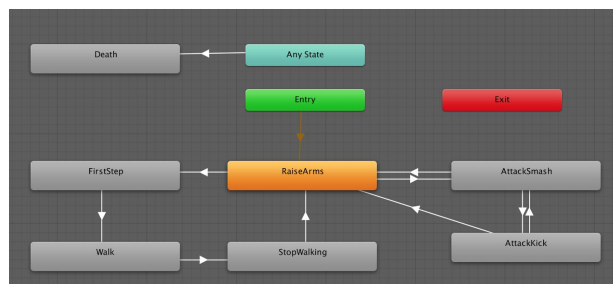 Death
Any State
Entry
Exit
FirstStep
RaiseArms
AttackSmash
Walk
StopWalking
AttackKick